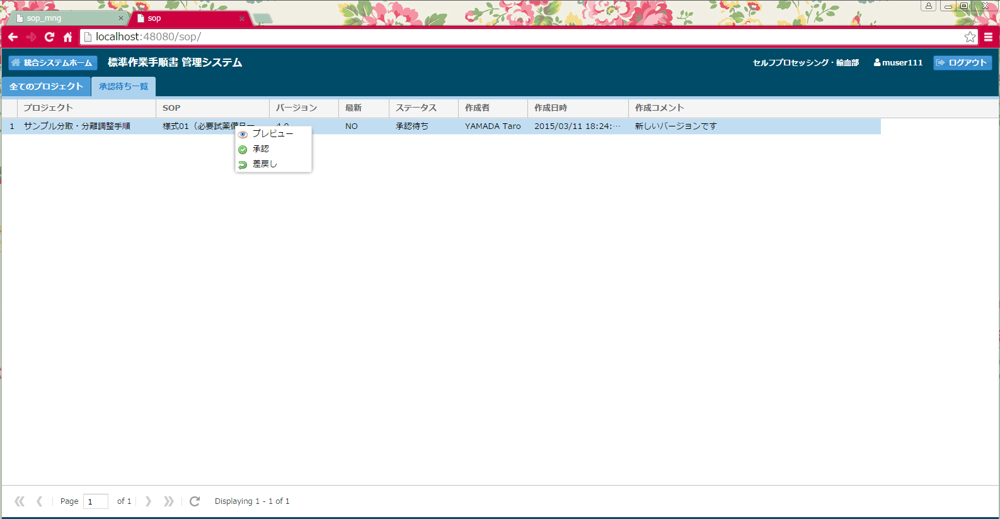 sop_mng
sop
localhost:48080/sop/
統合システムホーム
標準作業手順書 管理システム
セルフプロセッシング・輸血部
muser111
ログアウト
全てのプロジェクト
承認待ち一覧
プロジェクト SOP バージョン 最新 ステータス 作成者 作成日時 作成コメント
1 サンプル分取・分離調整手順 様式01（必要試薬備品一 NO 承認待ち YAMADA Taro 2015/03/11 18:24:… 新しいバージョンです
プレビュー
承認
差戻し
Page 1 of 1 Displaying 1 - 1 of 1